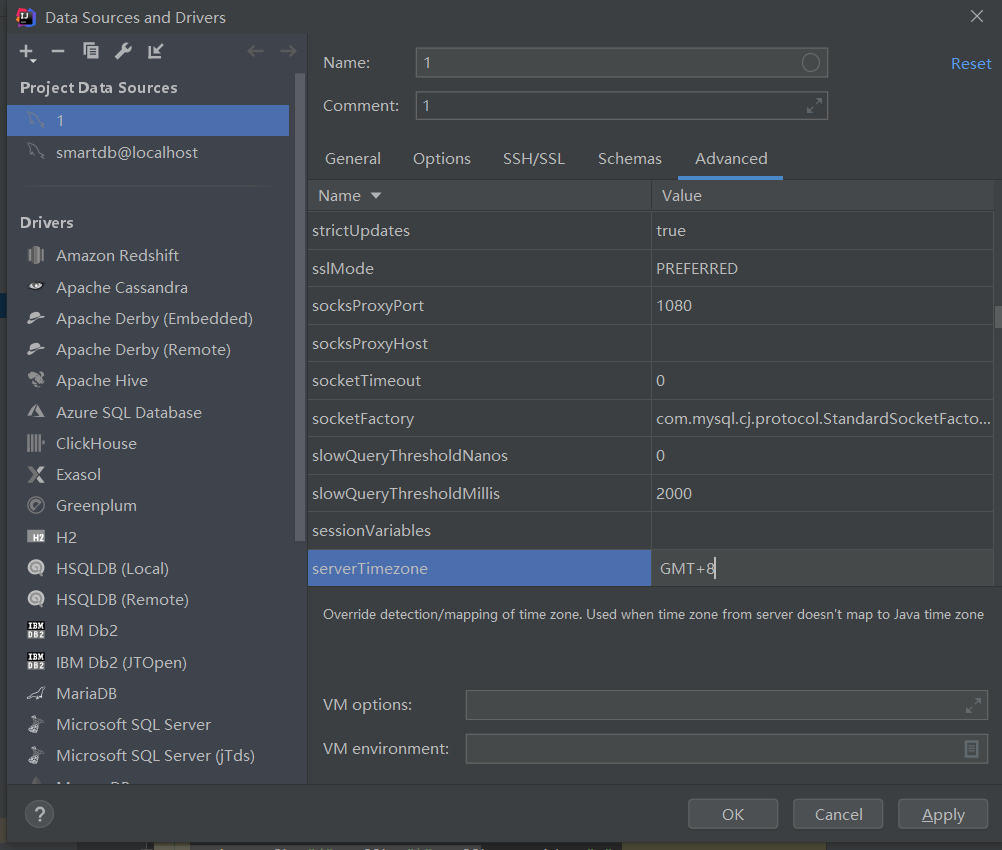 Data Sources and Drivers
Project Data Sources
1
smartdb@localhost
Drivers
Amazon Redshift
Apache Cassandra
Apache Derby (Embedded)
Apache Derby (Remote)
Apache Hive
Azure SQL Database
ClickHouse
Exasol
Greenplum
H2
HSQLDB (Local)
HSQLDB (Remote)
IBM Db2
IBM Db2 (JTOpen)
MariaDB
Microsoft SQL Server
Microsoft SQL Server (jTds)
Name: 1
Reset
Comment: 1
General Options SSH/SSL Schemas Advanced
Name Value
strictUpdates true
sslMode PREFERRED
socksProxyPort 1080
socksProxyHost
socketTimeout 0
socketFactory com.mysql.cj.protocol.StandardSocketFacto...
slowQueryThresholdNanos 0
slowQueryThresholdMillis 2000
sessionVariables
serverTimezone GMT+8
Override detection/mapping of time zone. Used when time zone from server doesn't map to Java time zone
VM options:
VM environment:
? OK Cancel Apply